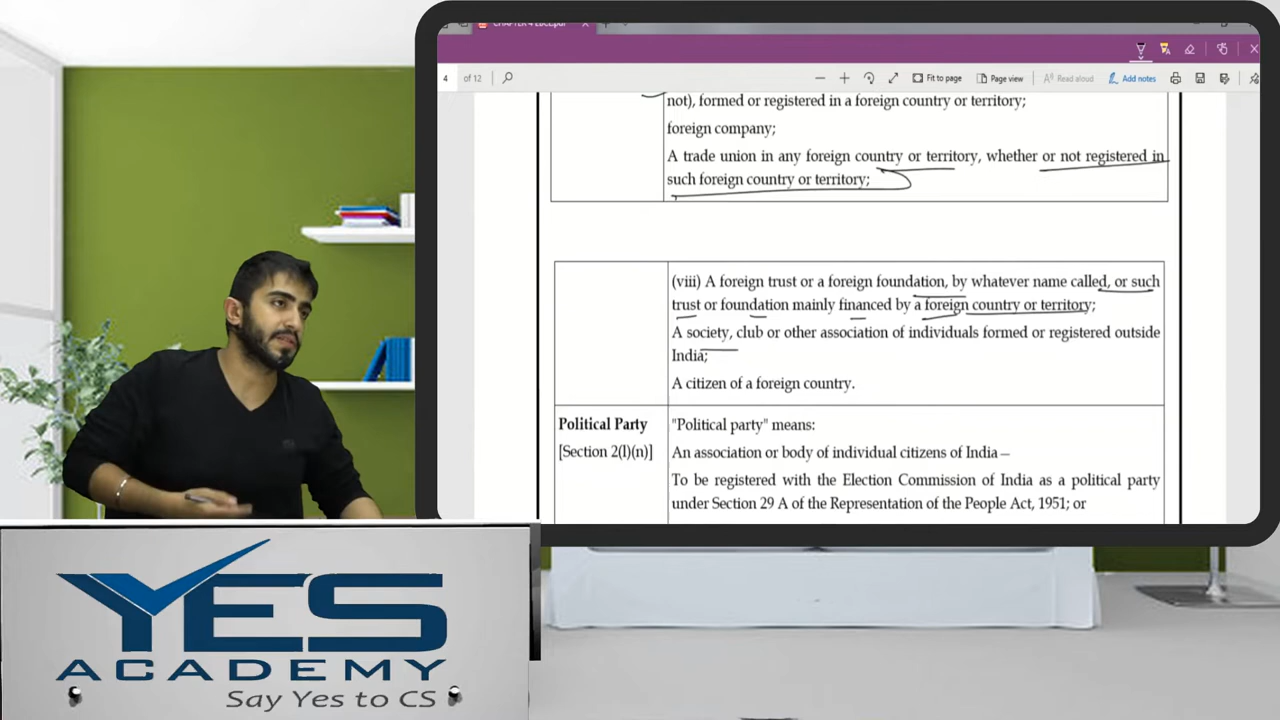 CHAPTER 4
4 of 12
Fit to page
Page view
Read aloud
Add notes
not), formed or registered in a foreign country or territory;
foreign company;
A trade union in any foreign country or territory, whether or not registered in
such foreign country or territory;
(viii) A foreign trust or a foreign foundation, by whatever name called, or such
trust or foundation mainly financed by a foreign country or territory;
A society, club or other association of individuals formed or registered outside
India;
A citizen of a foreign country.
Political Party
[Section 2(l)(n)]
"Political party" means:
An association or body of individual citizens of India –
To be registered with the Election Commission of India as a political party
under Section 29 A of the Representation of the People Act, 1951; or
YES
ACADEMY
Say Yes to CS